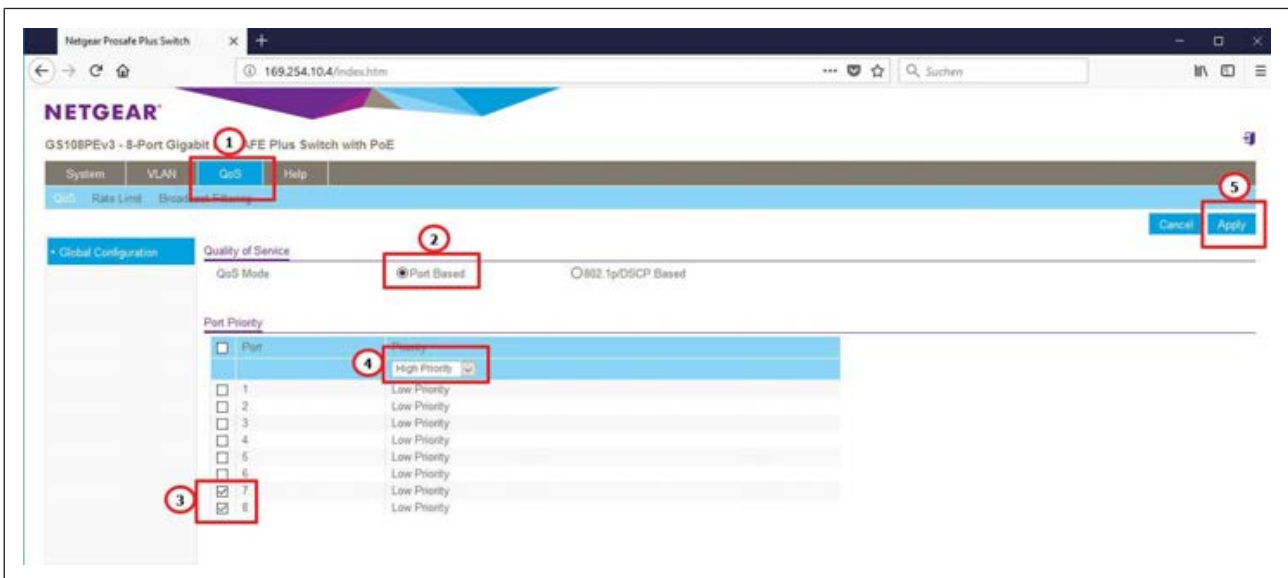 Netgear Prosafe Plus Switch
169.254.10.4/index.htm
Suchen
NETGEAR
GS108PEv3 - 8-Port Gigabit AFE Plus Switch with PoE
1
System VLAN QoS Help
5
QoS Rate Limit Broadcast Filtering
Cancel Apply
2
Global Configuration
Quality of Service
QoS Mode Port Based 802.1p/DSCP Based
Port Priority
Port Priority
4 High Priority
1 Low Priority
2 Low Priority
3 Low Priority
4 Low Priority
5 Low Priority
6 Low Priority
3
7 Low Priority
8 Low Priority